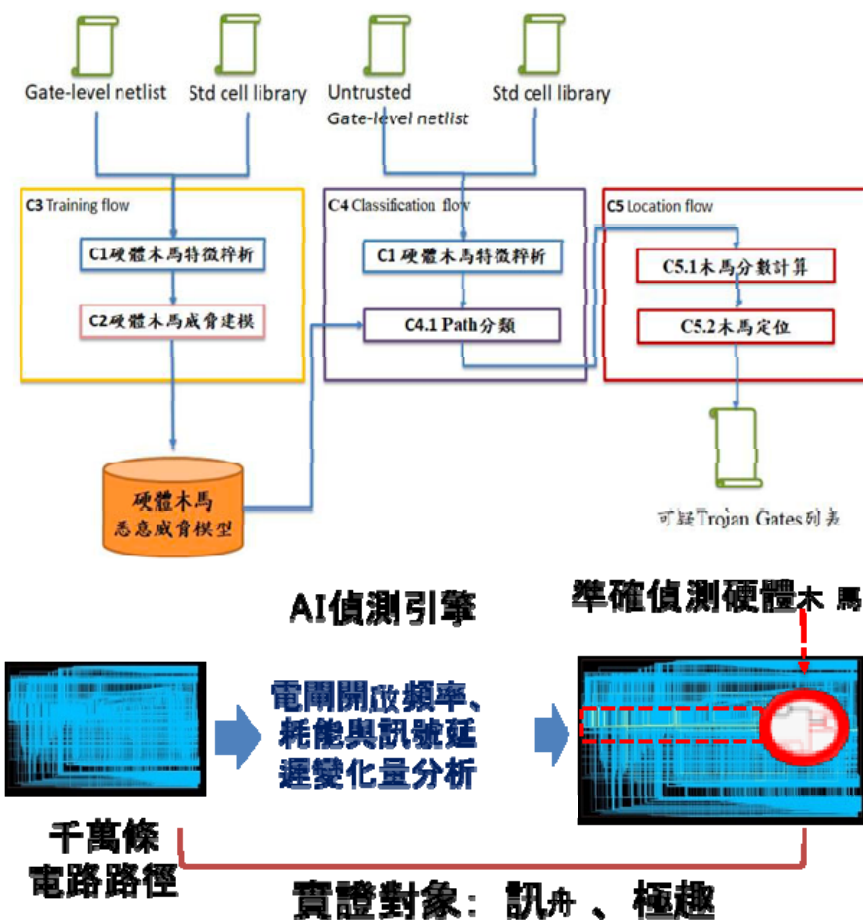 Gate-level netlist
Std cell library
Untrusted
Gate-level netlist
Std cell library
C3 Training flow
C1硬體木馬特徵粹析
C2硬體木馬威脅建模
C4 Classification flow
C1 硬體木馬特徵粹析
C4.1 Path分類
C5 Location flow
C5.1木馬分數計算
C5.2木馬定位
硬體木馬
悉意威脅模型
可疑Trojan Gates列表
AI偵測引擎
準確偵測硬體木 馬
電閘開啟頻率、
耗能與訊號延
遲變化量分析
千萬條
電路路徑
實證對象: 訊舟 、極趣